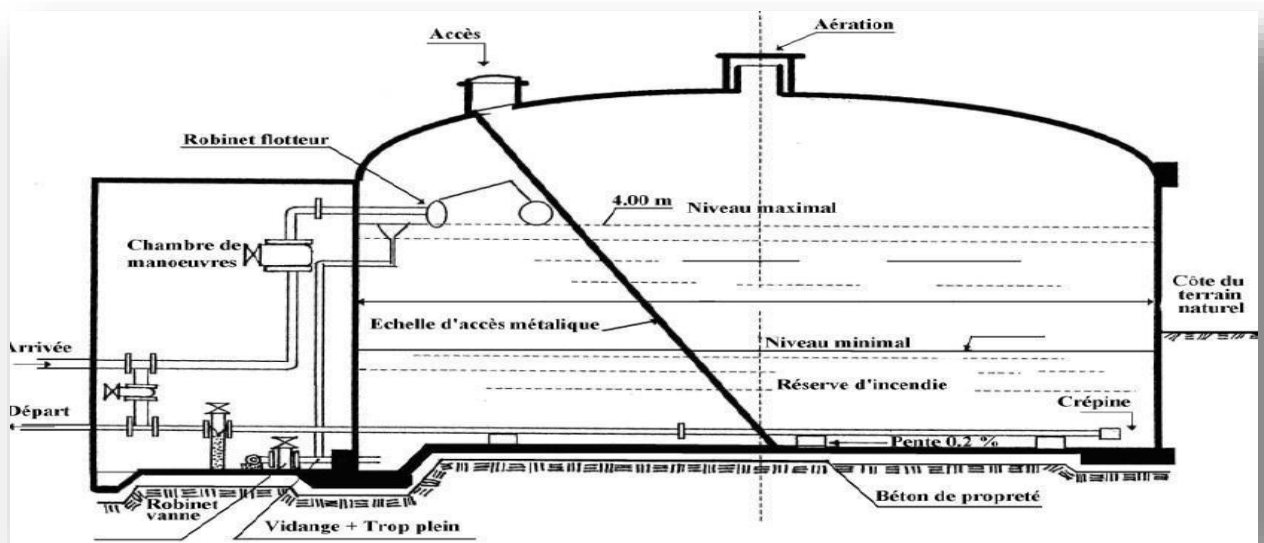 Accès
Aération
Robinet flotteur
4.00 m
Niveau maximal
Chambre de
manoeuvres
Côte du
terrain
naturel
Echelle d'accès métalique
Arrivée
Niveau minimal
Réserve d'incendie
Départ
Crépine
Pente 0.2 %
Robinet
vanne
Béton de propreté
Vidange + Trop plein